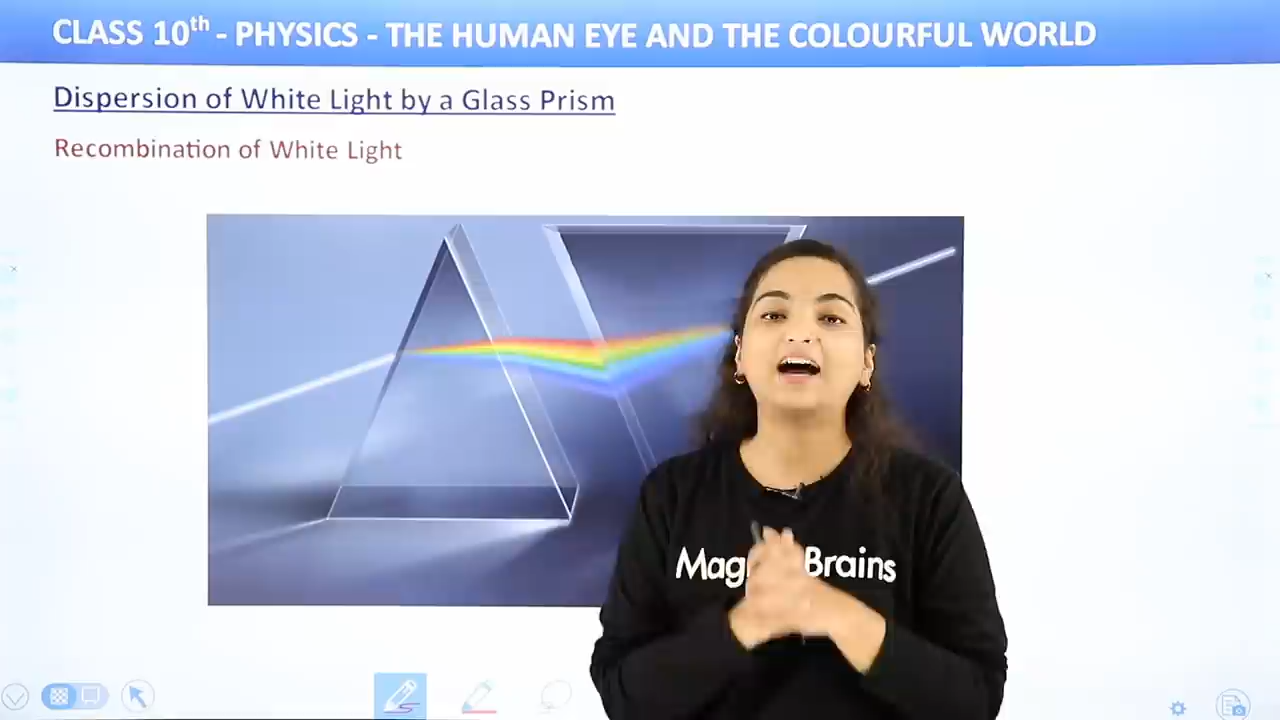 CLASS 10th - PHYSICS - THE HUMAN EYE AND THE COLOURFUL WORLD
Dispersion of White Light by a Glass Prism
Recombination of White Light
Mag Brains